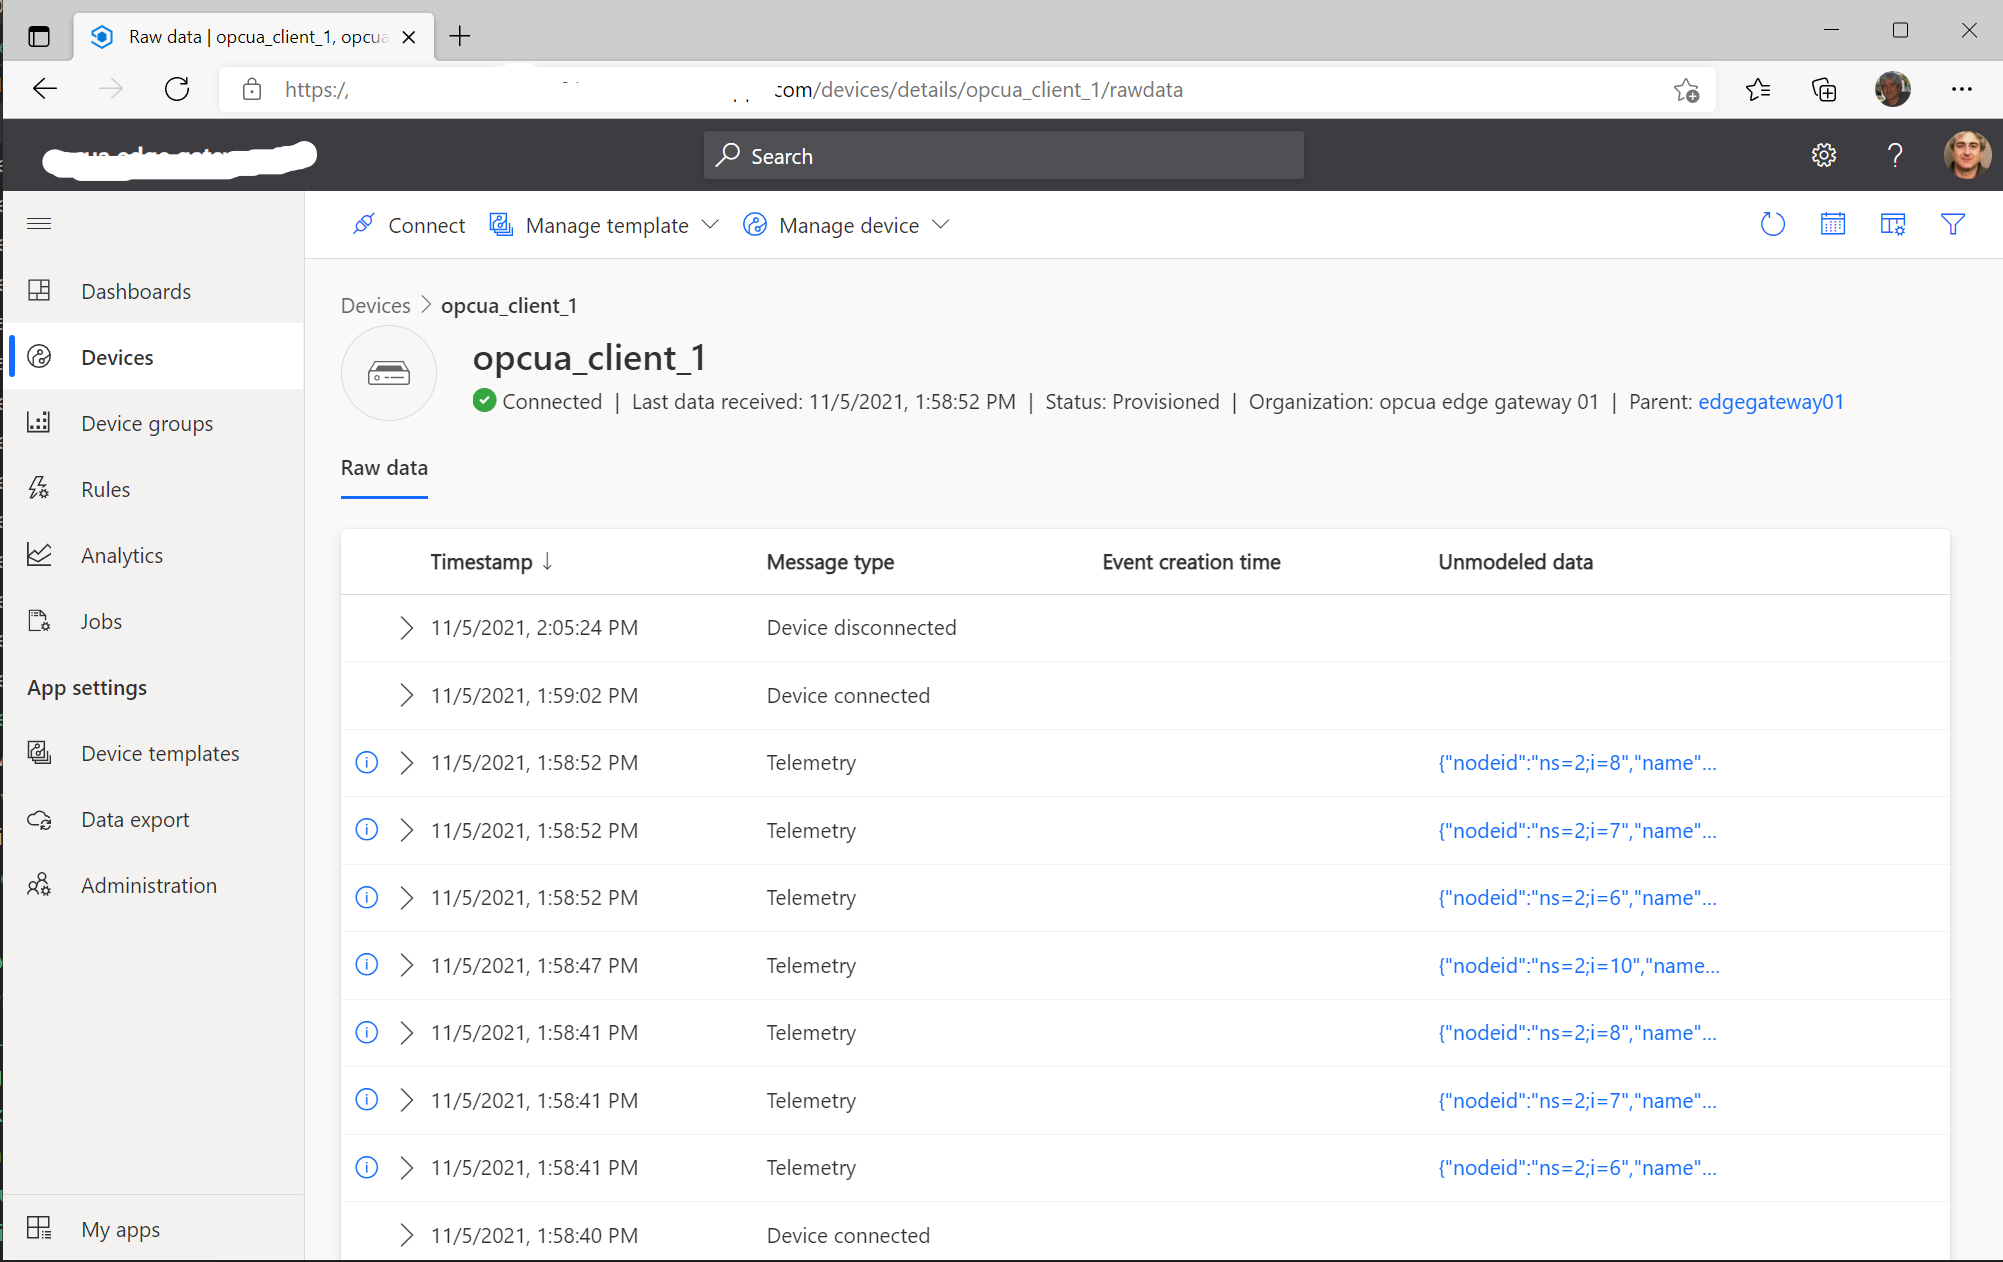 Raw data | opcua_client_1, opcua
https:/,
com/devices/details/opcua_client_1/rawdata
Search
Connect
Manage template
Manage device
Dashboards
Devices
Device groups
Rules
Analytics
Jobs
App settings
Device templates
Data export
Administration
My apps
Devices > opcua_client_1
opcua_client_1
Connected | Last data received: 11/5/2021, 1:58:52 PM | Status: Provisioned | Organization: opcua edge gateway 01 | Parent: edgegateway01
Raw data
Timestamp ↓ Message type Event creation time Unmodeled data
11/5/2021, 2:05:24 PM Device disconnected
11/5/2021, 1:59:02 PM Device connected
11/5/2021, 1:58:52 PM Telemetry {"nodeid":"ns=2;i=8","name"...
11/5/2021, 1:58:52 PM Telemetry {"nodeid":"ns=2;i=7","name"...
11/5/2021, 1:58:52 PM Telemetry {"nodeid":"ns=2;i=6","name"...
11/5/2021, 1:58:47 PM Telemetry {"nodeid":"ns=2;i=10","name...
11/5/2021, 1:58:41 PM Telemetry {"nodeid":"ns=2;i=8","name"...
11/5/2021, 1:58:41 PM Telemetry {"nodeid":"ns=2;i=7","name"...
11/5/2021, 1:58:41 PM Telemetry {"nodeid":"ns=2;i=6","name"...
11/5/2021, 1:58:40 PM Device connected